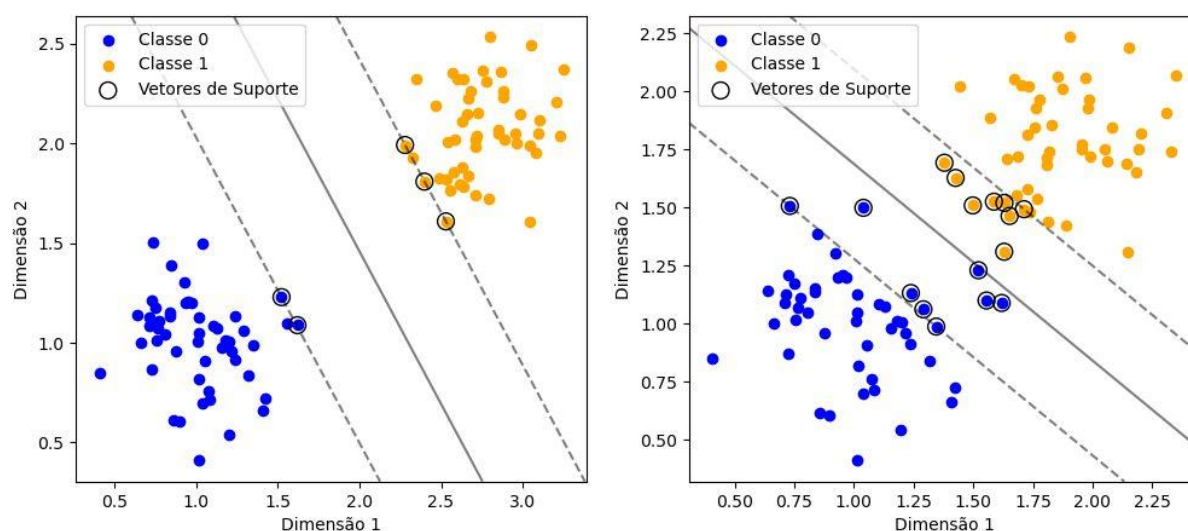 Classe 0
Classe 1
Vetores de Suporte
2.5
2.0
1.5
1.0
0.5
Dimensão 2
0.5
1.0
1.5
2.0
2.5
3.0
Dimensão 1
Classe 0
Classe 1
Vetores de Suporte
2.25
2.00
1.75
1.50
1.25
1.00
0.75
0.50
Dimensão 2
0.50
0.75
1.00
1.25
1.50
1.75
2.00
2.25
Dimensão 1